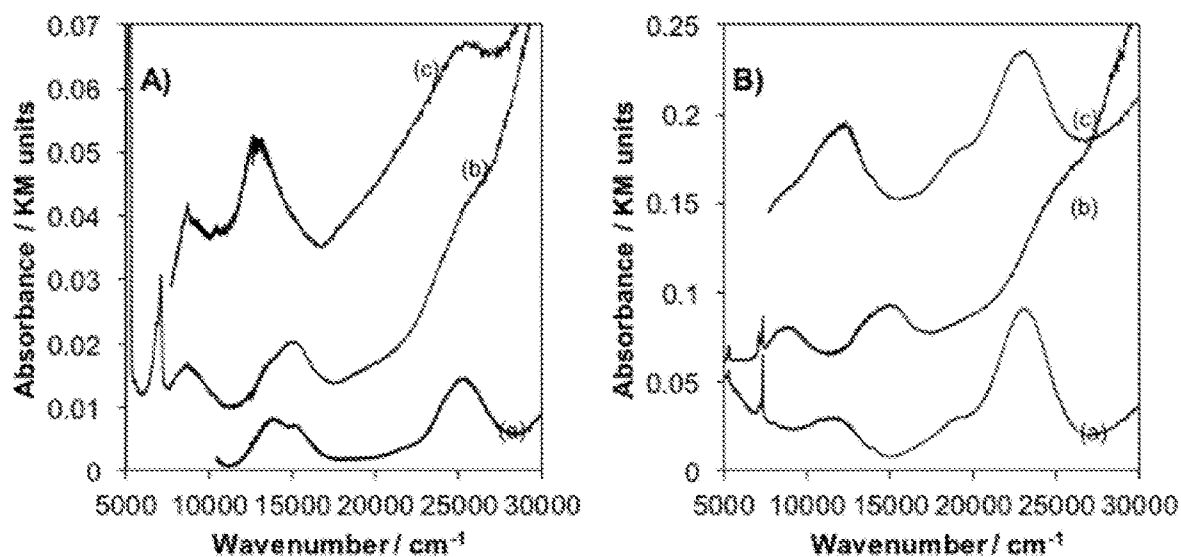 A)
Absorbance / KM units
0.07
0.06
0.05
0.04
0.03
0.02
0.01
0
(c)
(b)
(a)
5000 10000 15000 20000 25000 30000
Wavenumber / cm⁻¹
B)
Absorbance / KM units
0.25
0.2
0.15
0.1
0.05
0
(c)
(b)
(a)
5000 10000 15000 20000 25000 30000
Wavenumber / cm⁻¹